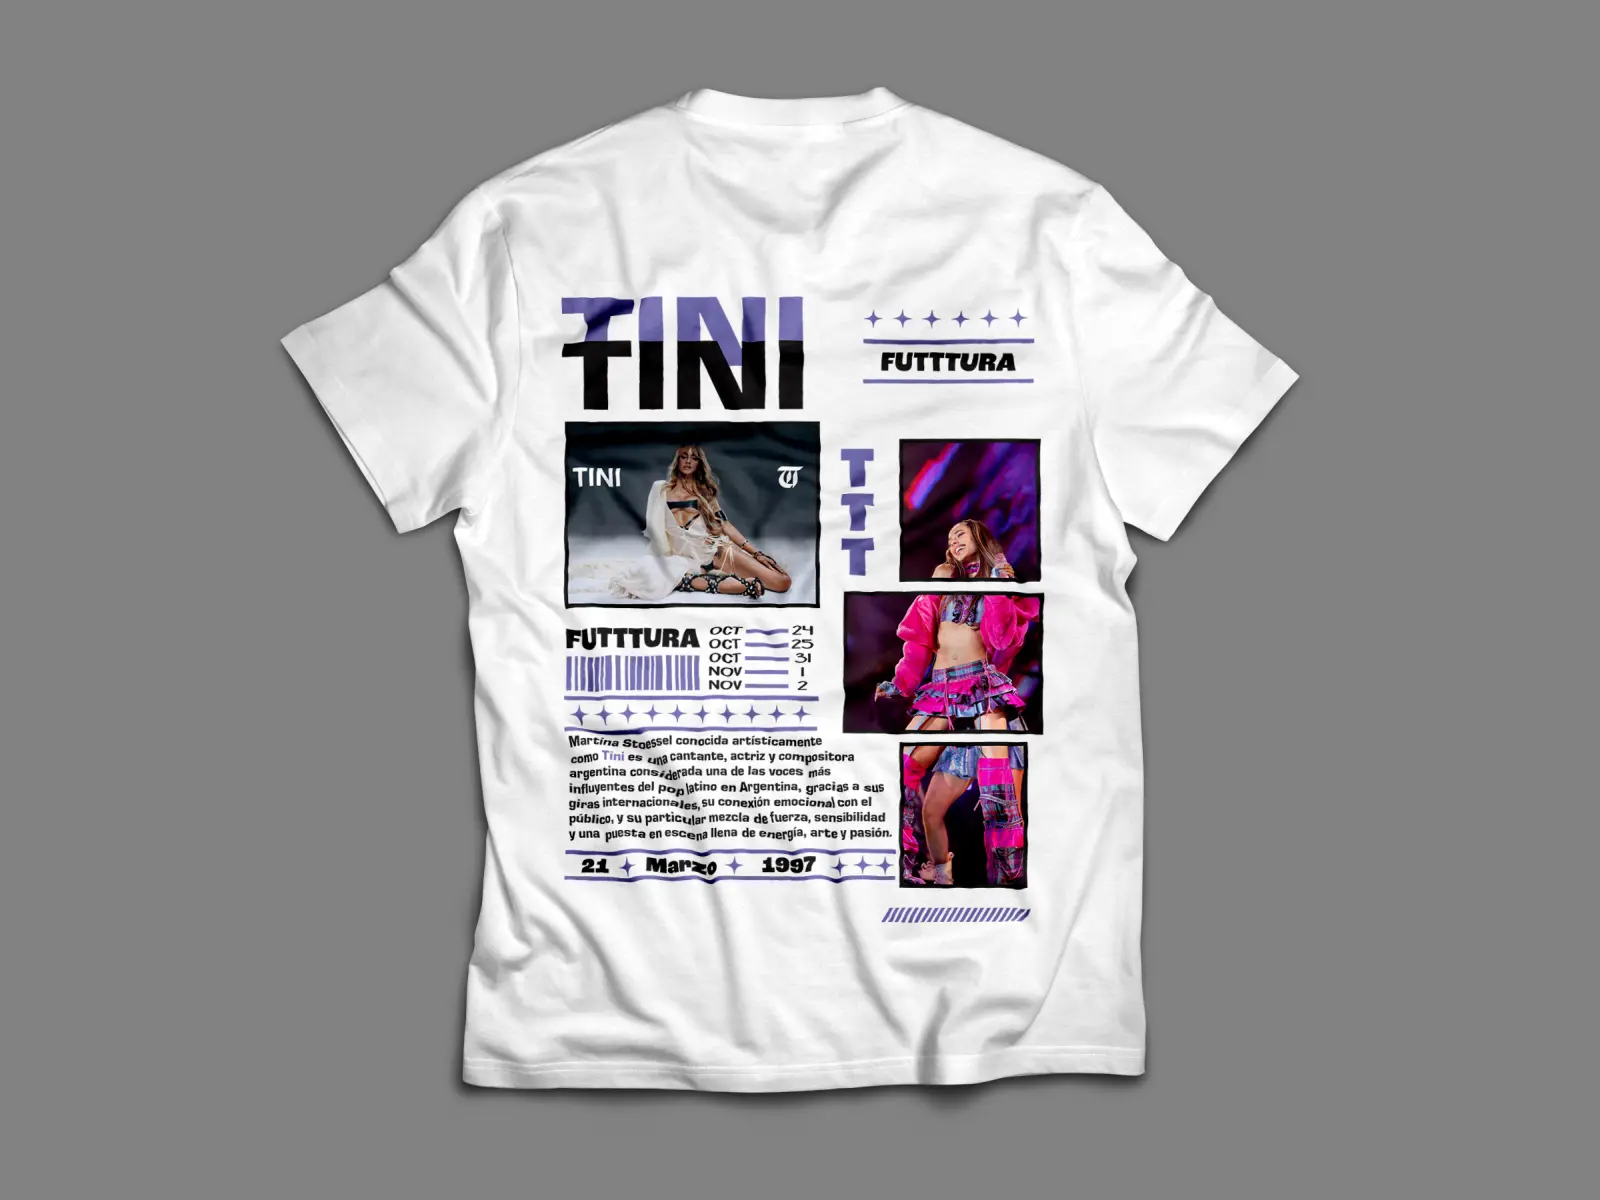 TINI
FUTTTURA
TINI
T
T
T
T
FUTTTURA
OCT 24
OCT 25
OCT 31
NOV 1
NOV 2
Martina Stoessel conocida artísticamente
como Tini es una cantante, actriz y compositora
argentina considerada una de las voces más
influyentes del pop latino en Argentina, gracias a sus
giras internacionales, su conexión emocional con el
público, y su particular mezcla de fuerza, sensibilidad
y una puesta en escena llena de energía, arte y pasión.
21 Marzo 1997